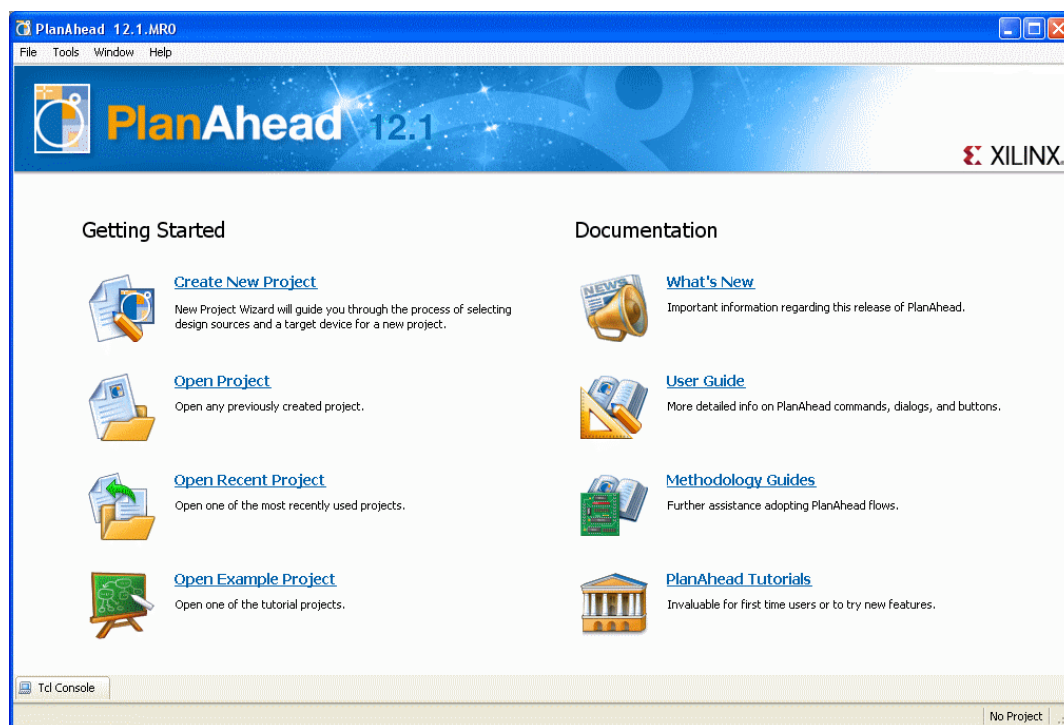 PlanAhead 12.1.MR0
File Tools Window Help
PlanAhead 12.1
XILINX
Getting Started
Create New Project
New Project Wizard will guide you through the process of selecting
design sources and a target device for a new project.
Open Project
Open any previously created project.
Open Recent Project
Open one of the most recently used projects.
Open Example Project
Open one of the tutorial projects.
Documentation
What's New
Important information regarding this release of PlanAhead.
User Guide
More detailed info on PlanAhead commands, dialogs, and buttons.
Methodology Guides
Further assistance adopting PlanAhead flows.
PlanAhead Tutorials
Invaluable for first time users or to try new features.
Tcl Console
No Project